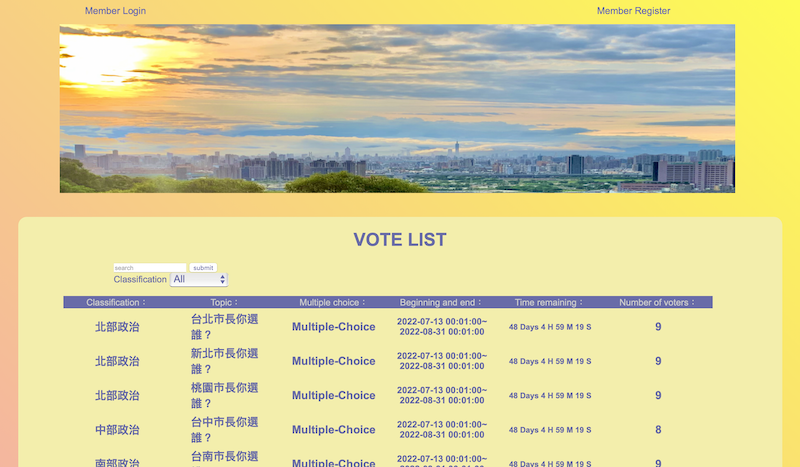 Member Login Member Register
VOTE LIST
search submit
Classification All
Classification： Topic： Multiple choice： Beginning and end： Time remaining： Number of voters：
北部政治 台北市長你選誰？ Multiple-Choice 2022-07-13 00:01:00~ 2022-08-31 00:01:00 48 Days 4 H 59 M 19 S 9
北部政治 新北市長你選誰？ Multiple-Choice 2022-07-13 00:01:00~ 2022-08-31 00:01:00 48 Days 4 H 59 M 19 S 9
北部政治 桃園市長你選誰？ Multiple-Choice 2022-07-13 00:01:00~ 2022-08-31 00:01:00 48 Days 4 H 59 M 19 S 9
中部政治 台中市長你選誰？ Multiple-Choice 2022-07-13 00:01:00~ 2022-08-31 00:01:00 48 Days 4 H 59 M 19 S 8
南部政治 台南市長你選 Multiple-Choice 2022-07-13 00:01:00~ 48 Days 4 H 59 M 19 S 9